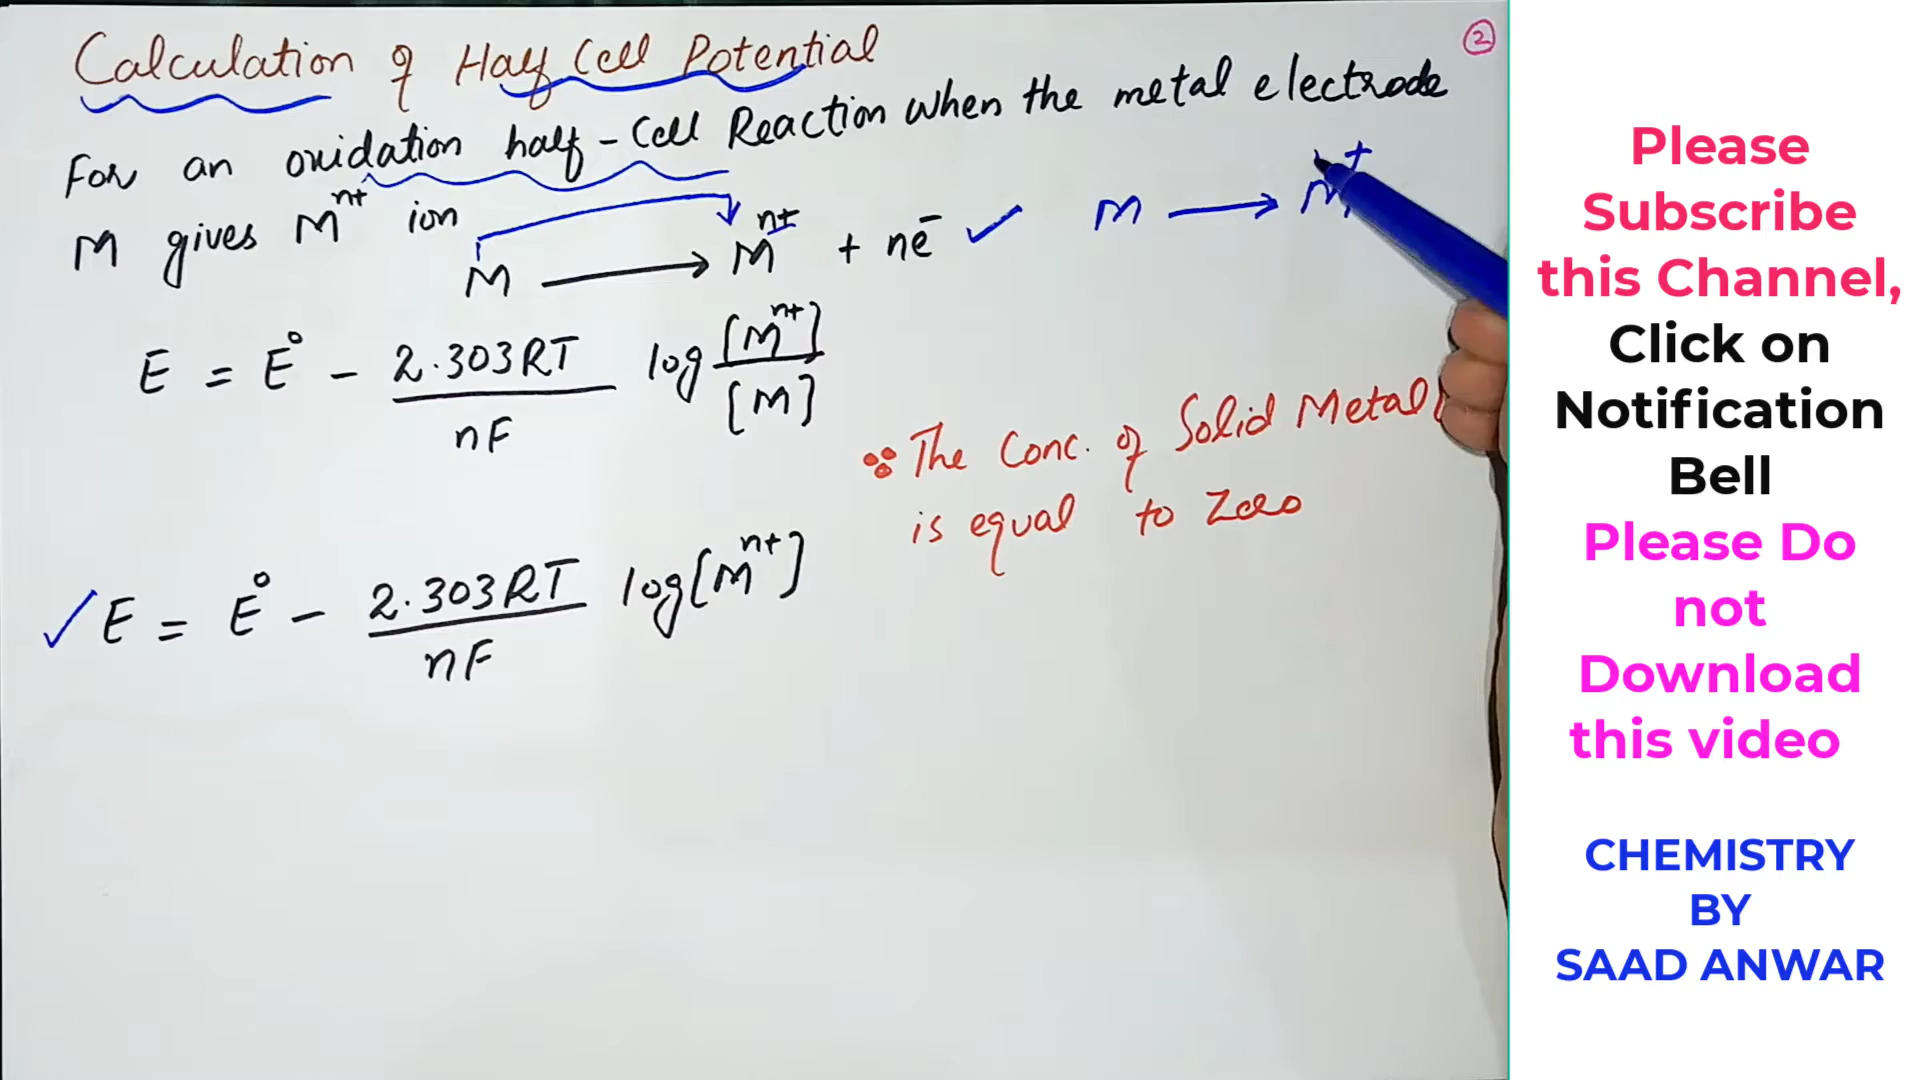 Calculation of Half Cell Potential
②
For an oxidation half-Cell Reaction when the metal electrode
M gives Mⁿ⁺ ion
M ⟶ Mⁿ⁺ + ne⁻ ✓
M ⟶ M⁺
E = E° - 2.303RT/nF log [Mⁿ⁺]/[M]
The Conc. of Solid Metal
is equal to Zero
✓ E = E° - 2.303RT/nF log[Mⁿ⁺]
Please
Subscribe
this Channel,
Click on
Notification
Bell
Please Do
not
Download
this video
CHEMISTRY
BY
SAAD ANWAR